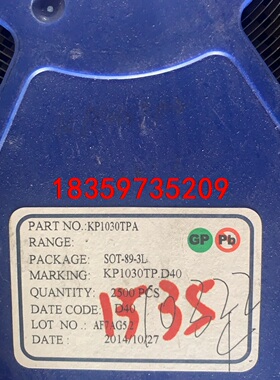 18359735209
PART NO.: KP1030TPA
RANGE:
GP Pb
PACKAGE: SOT-89-3L
MARKING: KP1030TP D40
QUANTITY: 2500 PCS
DATE CODE: D40
LOT NO.: AF7AG52
DATE: 2014/10/27